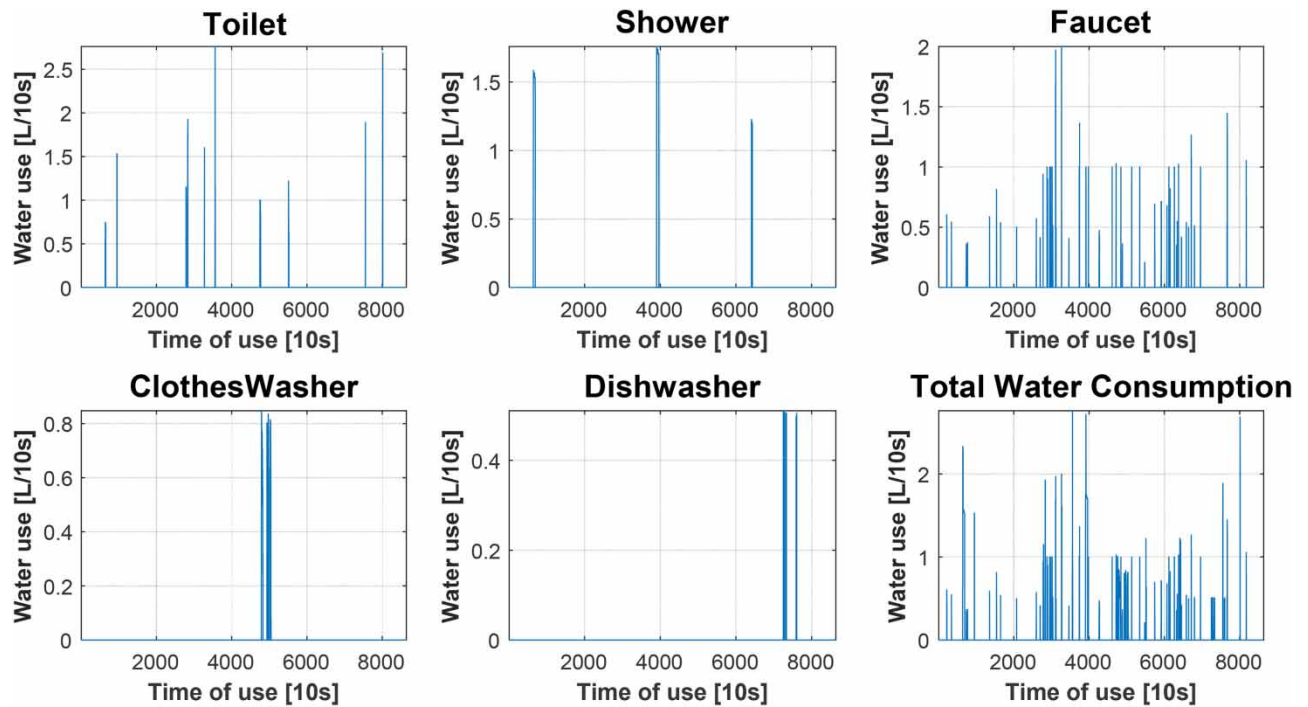 Toilet
Water use [L/10s]
2.5
2
1.5
1
0.5
0
2000 4000 6000 8000
Time of use [10s]
Shower
Water use [L/10s]
1.5
1
0.5
0
2000 4000 6000 8000
Time of use [10s]
Faucet
Water use [L/10s]
2
1.5
1
0.5
0
2000 4000 6000 8000
Time of use [10s]
ClothesWasher
Water use [L/10s]
0.8
0.6
0.4
0.2
0
2000 4000 6000 8000
Time of use [10s]
Dishwasher
Water use [L/10s]
0.4
0.2
0
2000 4000 6000 8000
Time of use [10s]
Total Water Consumption
Water use [L/10s]
2
1
0
2000 4000 6000 8000
Time of use [10s]